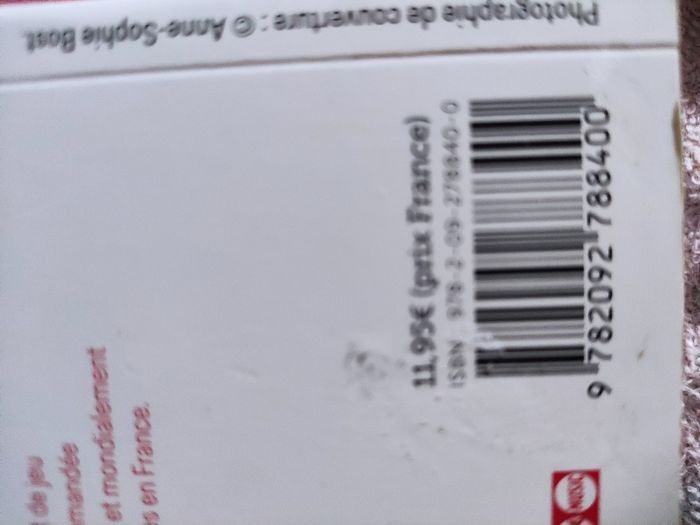 Photographie de couverture : © Anne-Sophie Bost.
11,95€ (prix France)
ISBN : 978-2-09-278840-0
9 782092 788400
de jeu
mandée
et mondialement
s en France.
MUSIC